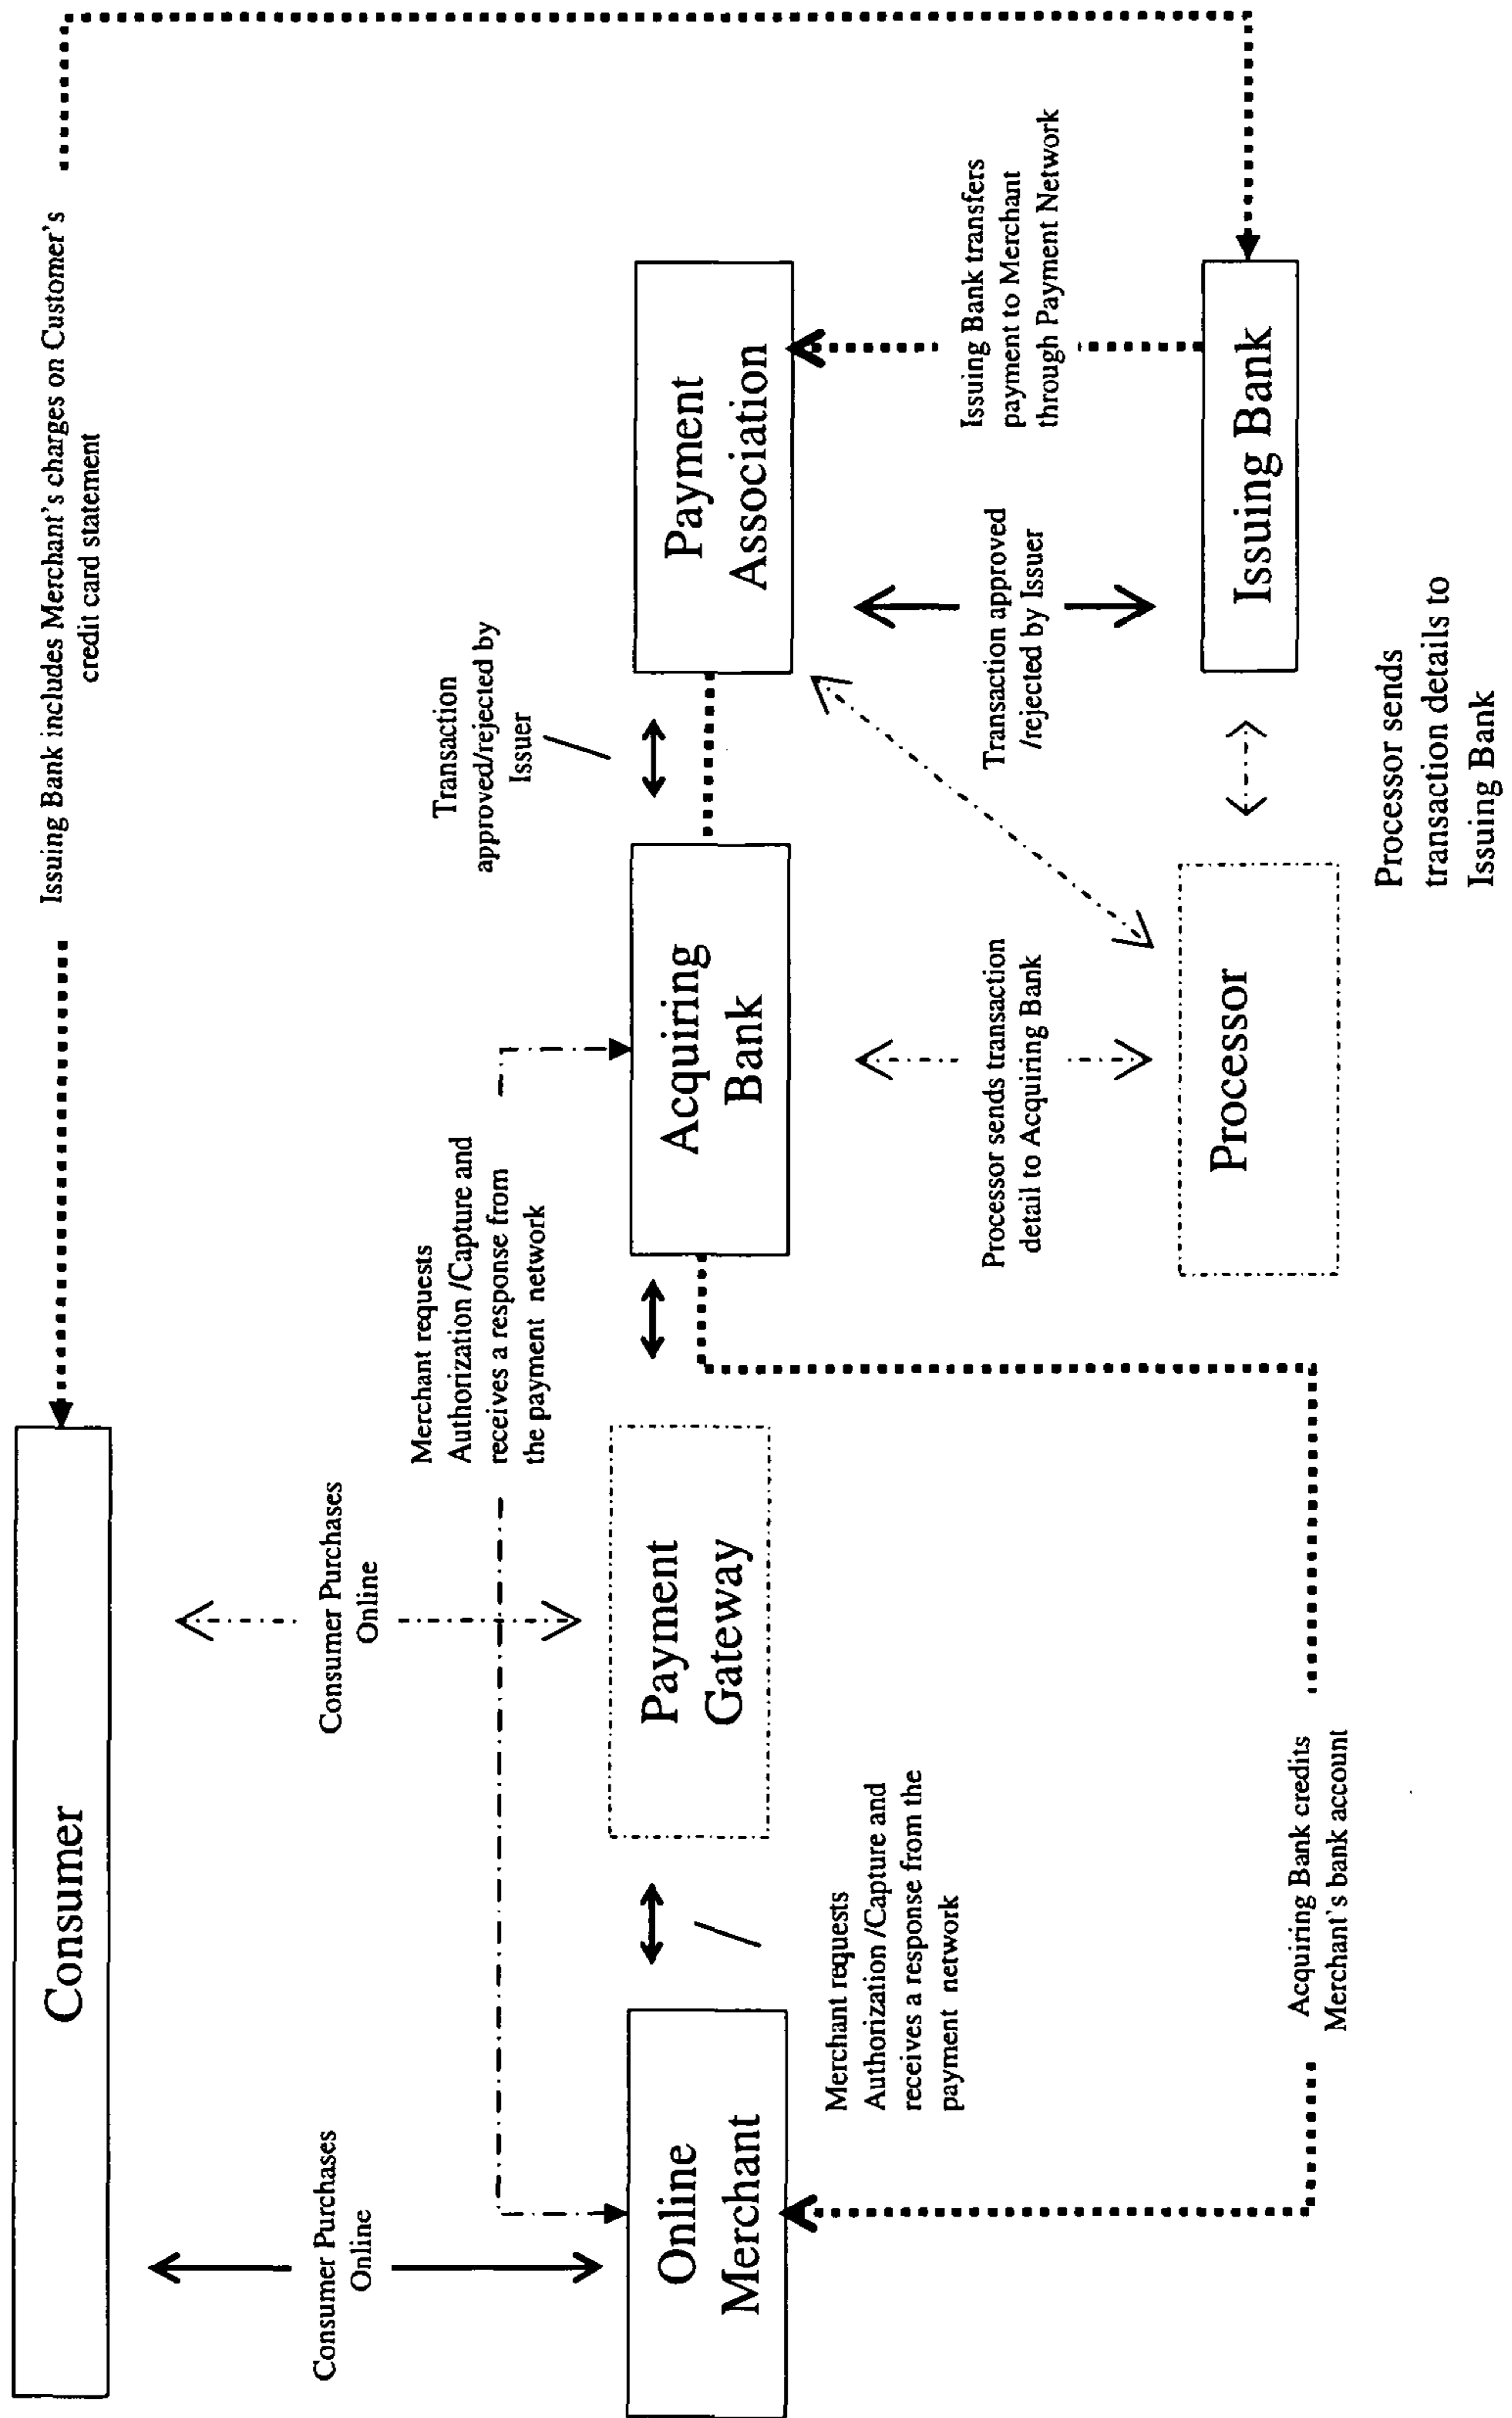 Consumer
Issuing Bank includes Merchant's charges on Customer's
credit card statement
Consumer Purchases
Online
Consumer Purchases
Online
Merchant requests
Authorization /Capture and
receives a response from
the payment network
Transaction
approved/rejected by
Issuer
Online
Merchant
Payment
Gateway
Acquiring
Bank
Payment
Association
Merchant requests
Authorization /Capture and
receives a response from the
payment network
Processor sends transaction
detail to Acquiring Bank
Transaction approved
/rejected by Issuer
Issuing Bank transfers
payment to Merchant
through Payment Network
Processor
Issuing Bank
Acquiring Bank credits
Merchant's bank account
Processor sends
transaction details to
Issuing Bank